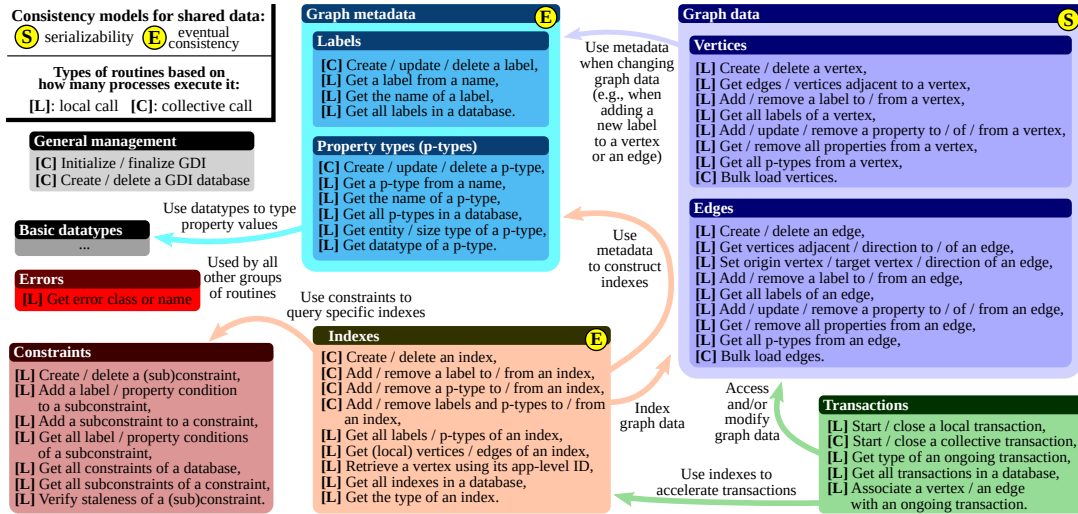 Consistency models for shared data:
S serializability E eventual
consistency
Types of routines based on
how many processes execute it:
[L]: local call [C]: collective call
General management
[C] Initialize / finalize GDI
[C] Create / delete a GDI database
Use datatypes to type
property values
Basic datatypes
...
Errors
[L] Get error class or name
Used by all
other groups
of routines
Use constraints to
query specific indexes
Constraints
[L] Create / delete a (sub)constraint,
[L] Add a label / property condition
to a subconstraint,
[L] Add a subconstraint to a constraint,
[L] Get all label / property conditions
of a subconstraint,
[L] Get all constraints of a database,
[L] Get all subconstraints of a constraint,
[L] Verify staleness of a (sub)constraint.
Graph metadata
E
Labels
[C] Create / update / delete a label,
[L] Get a label from a name,
[L] Get the name of a label,
[L] Get all labels in a database.
Property types (p-types)
[C] Create / update / delete a p-type,
[L] Get a p-type from a name,
[L] Get the name of a p-type,
[L] Get all p-types in a database,
[L] Get entity / size type of a p-type,
[L] Get datatype of a p-type.
Indexes
E
[C] Create / delete an index,
[C] Add / remove a label to / from an index,
[C] Add / remove a p-type to / from an index,
[C] Add / remove labels and p-types to / from
an index,
[L] Get all labels / p-types of an index,
[L] Get (local) vertices / edges of an index,
[L] Retrieve a vertex using its app-level ID,
[L] Get all indexes in a database,
[L] Get the type of an index.
Use metadata
when changing
graph data
(e.g., when
adding a
new label
to a vertex
or an edge)
Use
metadata
to construct
indexes
Index
graph data
Access
and/or
modify
graph data
Use indexes to
accelerate transactions
Graph data
S
Vertices
[L] Create / delete a vertex,
[L] Get edges / vertices adjacent to a vertex,
[L] Add / remove a label to / from a vertex,
[L] Get all labels of a vertex,
[L] Add / update / remove a property to / of / from a vertex,
[L] Get / remove all properties from a vertex,
[L] Get all p-types from a vertex,
[C] Bulk load vertices.
Edges
[L] Create / delete an edge,
[L] Get vertices adjacent / direction to / of an edge,
[L] Set origin vertex / target vertex / direction of an edge,
[L] Add / remove a label to / from an edge,
[L] Get all labels of an edge,
[L] Add / update / remove a property to / of / from an edge,
[L] Get / remove all properties from an edge,
[L] Get all p-types from an edge,
[C] Bulk load edges.
Transactions
[L] Start / close a local transaction,
[C] Start / close a collective transaction,
[L] Get type of an ongoing transaction,
[L] Get all transactions in a database,
[L] Associate a vertex / an edge
with an ongoing transaction.